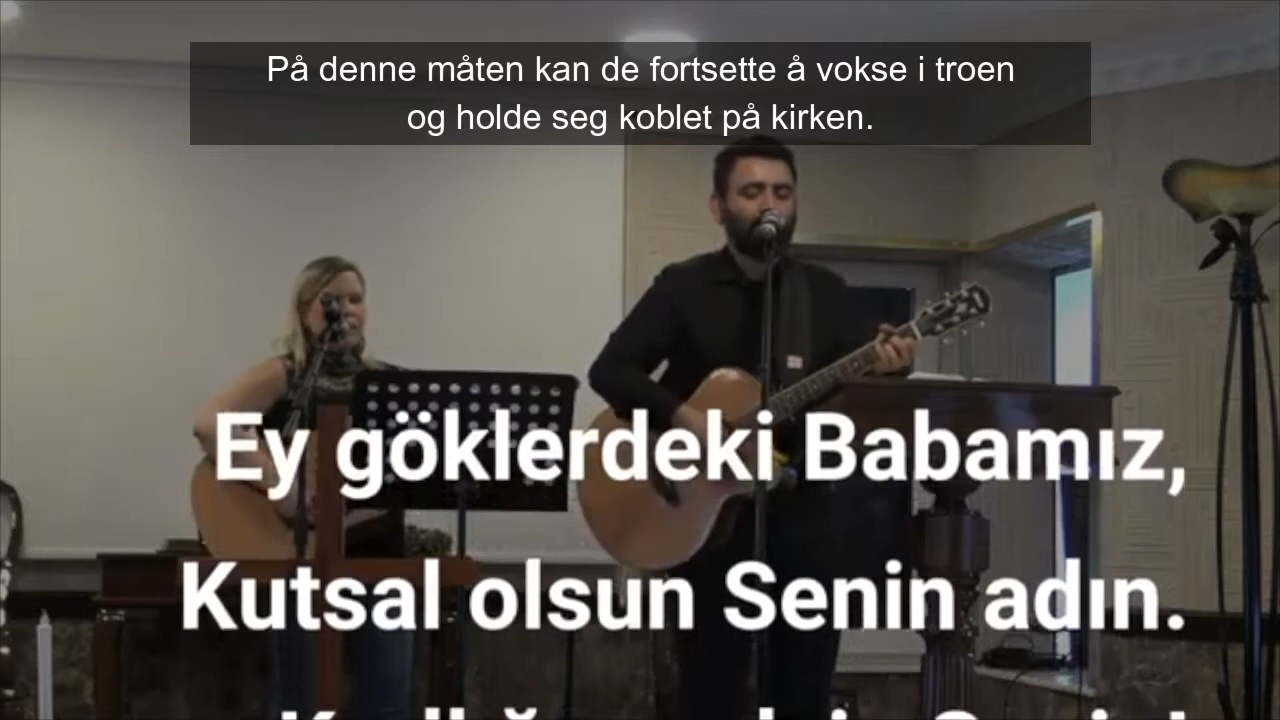 På denne måten kan de fortsette å vokse i troen
og holde seg koblet på kirken.
Ey göklerdeki Babamız,
Kutsal olsun Senin adın.